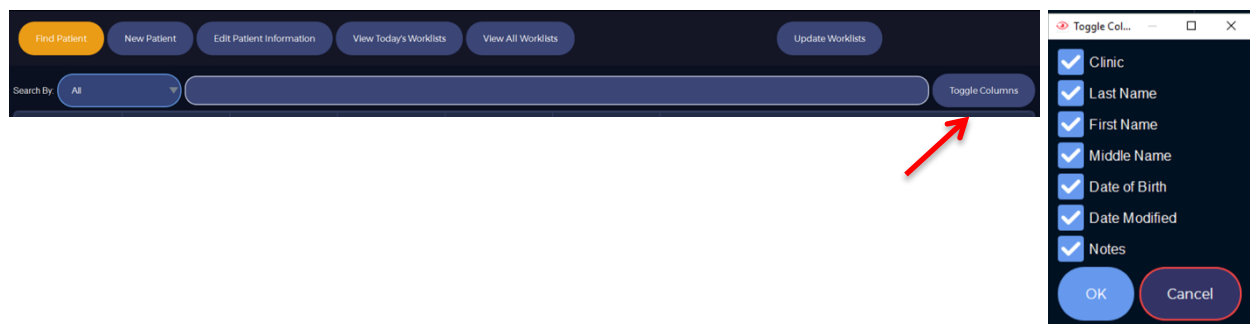 Find Patient
New Patient
Edit Patient Information
View Today's Worklists
View All Worklists
Update Worklists
Search By:
All
Toggle Columns
Toggle Col...
Clinic
Last Name
First Name
Middle Name
Date of Birth
Date Modified
Notes
OK
Cancel